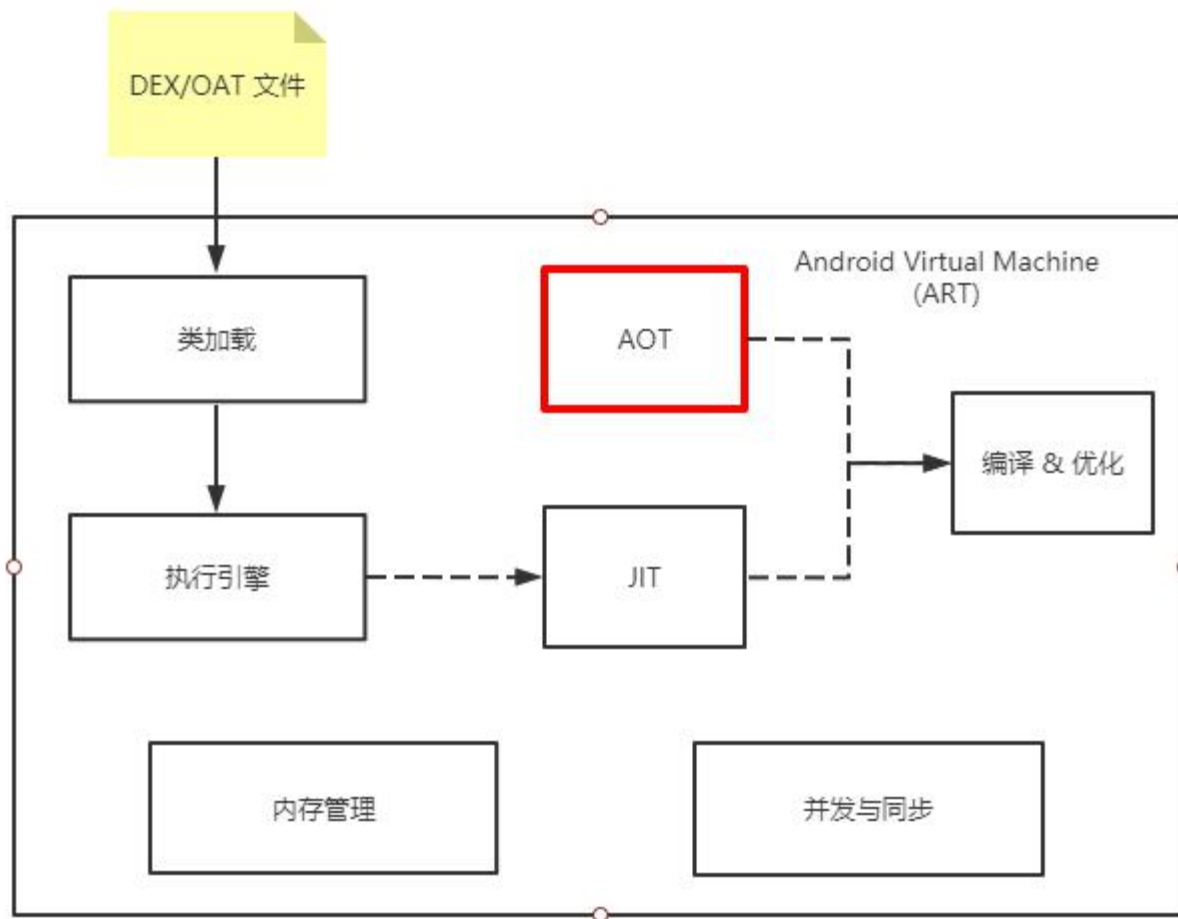 DEX/OAT 文件
Android Virtual Machine
(ART)
类加载
AOT
编译 & 优化
执行引擎
JIT
内存管理
并发与同步